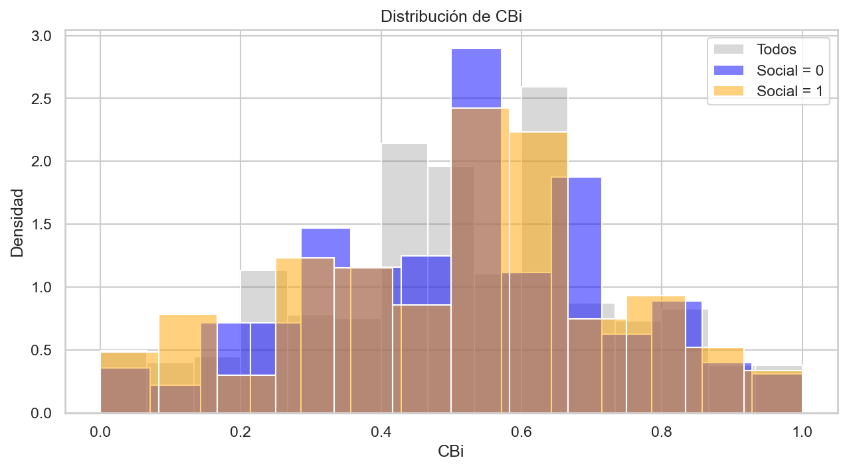 Distribución de CBi
Todos
Social = 0
Social = 1
Densidad
3.0
2.5
2.0
1.5
1.0
0.5
0.0
0.0 0.2 0.4 0.6 0.8 1.0
CBi